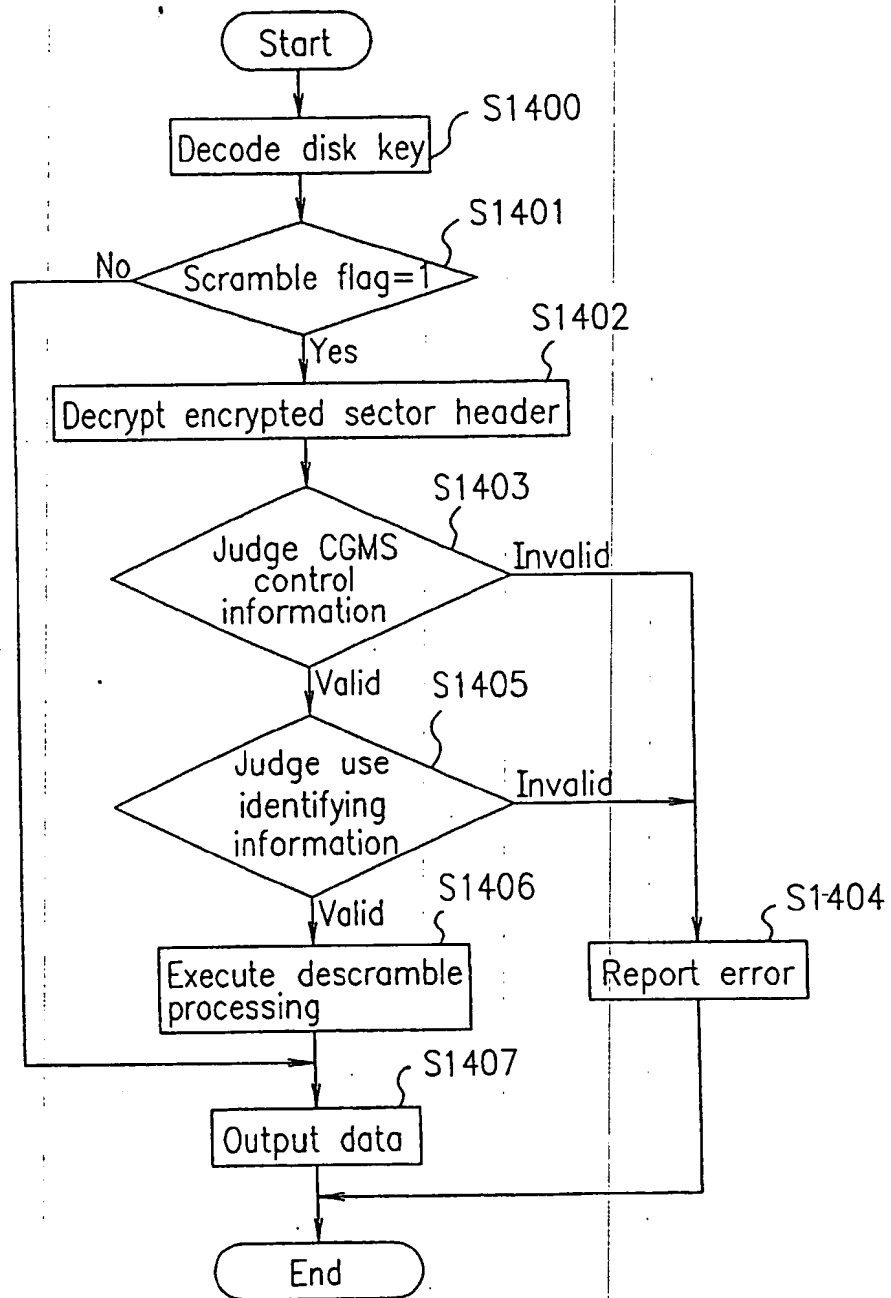 Start
S1400
Decode disk key
S1401
No
Scramble flag=1
Yes
S1402
Decrypt encrypted sector header
S1403
Judge CGMS
control
information
Invalid
Valid
S1405
Judge use
identifying
information
Invalid
Valid
S1406
Execute descramble
processing
S1404
Report error
S1407
Output data
End